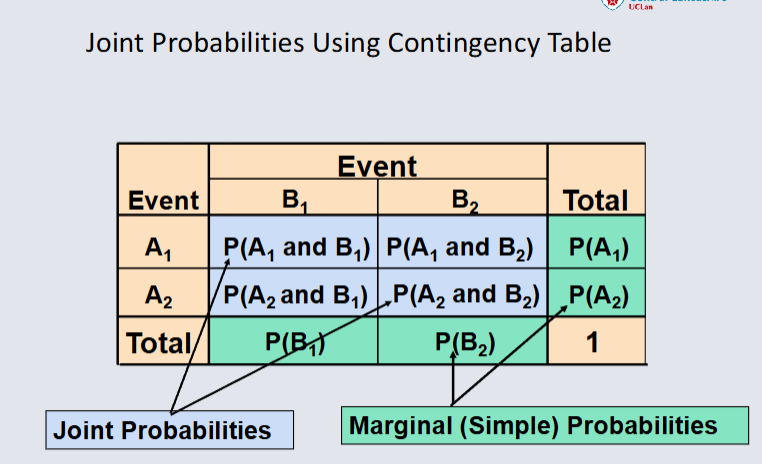 UCLan
Joint Probabilities Using Contingency Table
Event
Event B₁ B₂ Total
A₁ P(A₁ and B₁) P(A₁ and B₂) P(A₁)
A₂ P(A₂ and B₁) P(A₂ and B₂) P(A₂)
Total P(B₁) P(B₂) 1
Joint Probabilities
Marginal (Simple) Probabilities